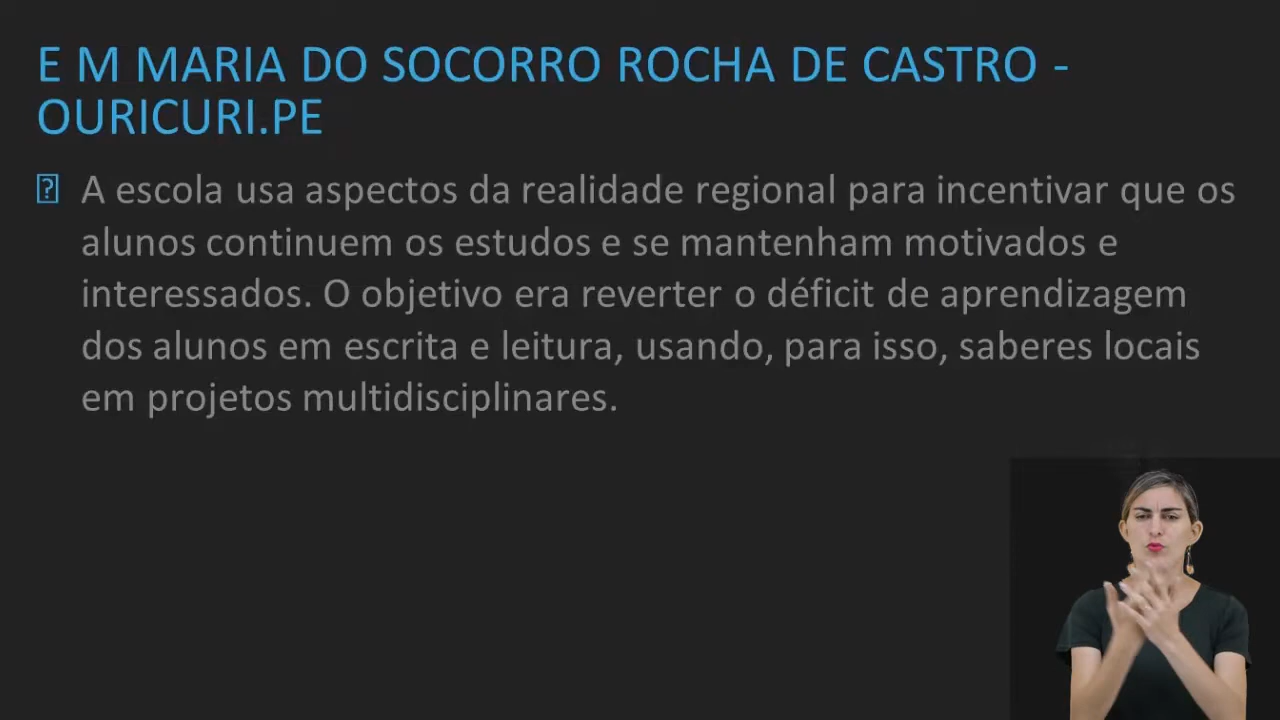 E M MARIA DO SOCORRO ROCHA DE CASTRO -
OURICURI.PE
A escola usa aspectos da realidade regional para incentivar que os
alunos continuem os estudos e se mantenham motivados e
interessados. O objetivo era reverter o déficit de aprendizagem
dos alunos em escrita e leitura, usando, para isso, saberes locais
em projetos multidisciplinares.